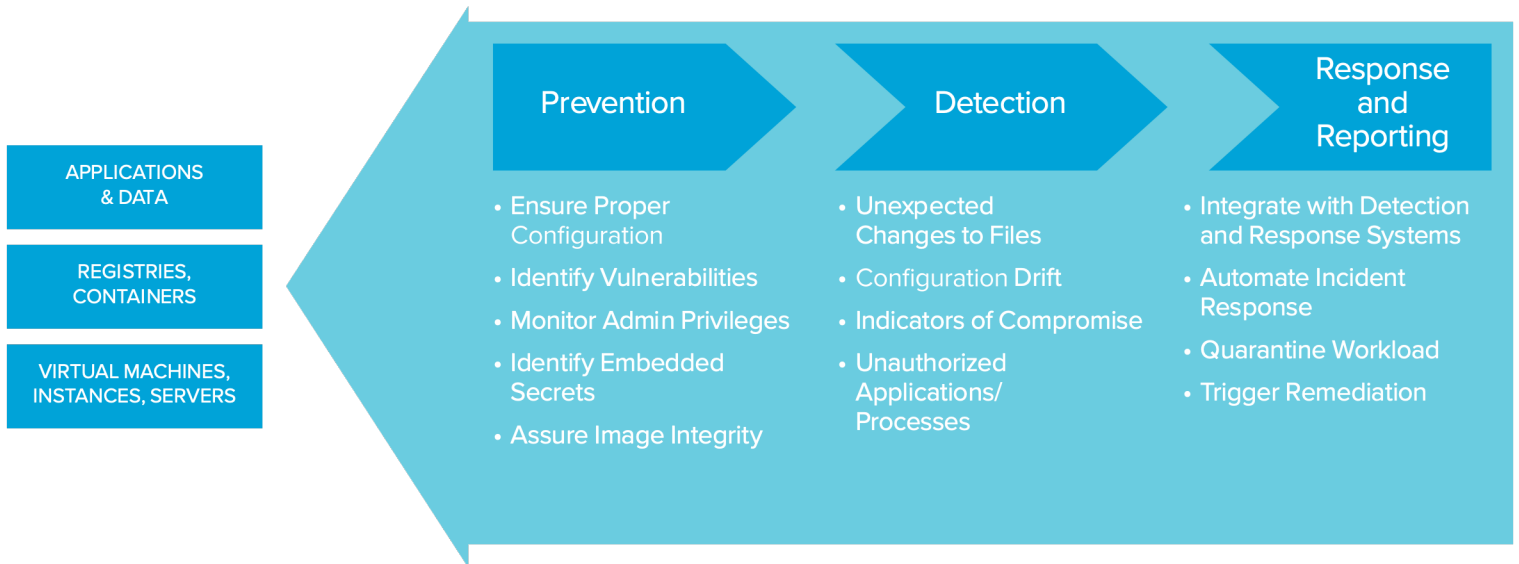 APPLICATIONS
& DATA
REGISTRIES,
CONTAINERS
VIRTUAL MACHINES,
INSTANCES, SERVERS
Prevention
• Ensure Proper
Configuration
• Identify Vulnerabilities
• Monitor Admin Privileges
• Identify Embedded
Secrets
• Assure Image Integrity
Detection
• Unexpected
Changes to Files
• Configuration Drift
• Indicators of Compromise
• Unauthorized
Applications/
Processes
Response
and
Reporting
• Integrate with Detection
and Response Systems
• Automate Incident
Response
• Quarantine Workload
• Trigger Remediation